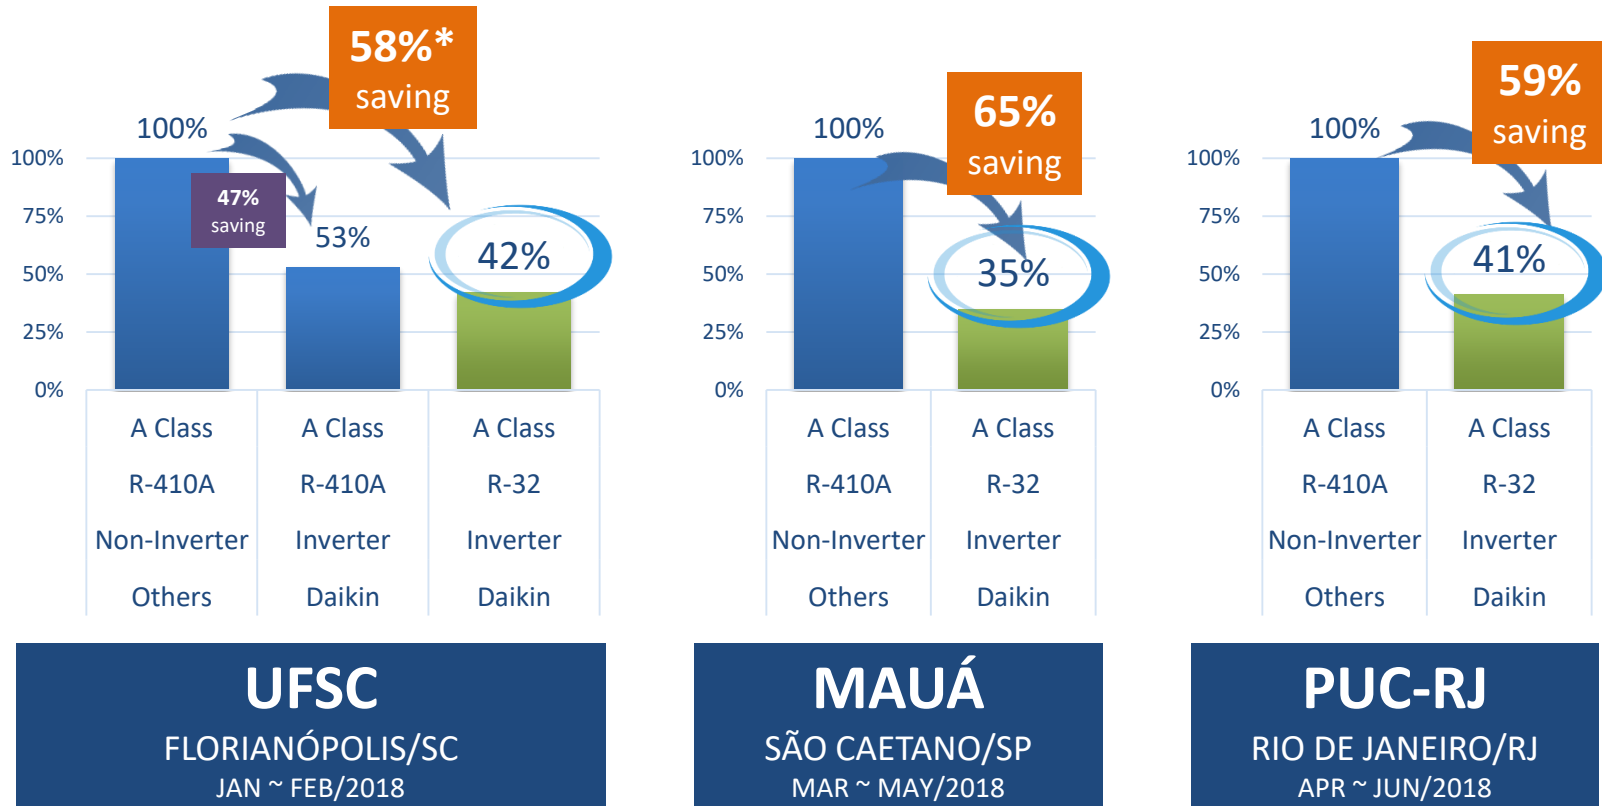 58%*
saving
100%
47%
saving
53%
42%
100%
75%
50%
25%
0%
A Class
A Class
A Class
R-410A
R-410A
R-32
Non-Inverter
Inverter
Inverter
Others
Daikin
Daikin
UFSC
FLORIANÓPOLIS/SC
JAN ~ FEB/2018
65%
saving
100%
35%
100%
75%
50%
25%
0%
A Class
A Class
R-410A
R-32
Non-Inverter
Inverter
Others
Daikin
MAUÁ
SÃO CAETANO/SP
MAR ~ MAY/2018
59%
saving
100%
41%
100%
75%
50%
25%
0%
A Class
A Class
R-410A
R-32
Non-Inverter
Inverter
Others
Daikin
PUC-RJ
RIO DE JANEIRO/RJ
APR ~ JUN/2018